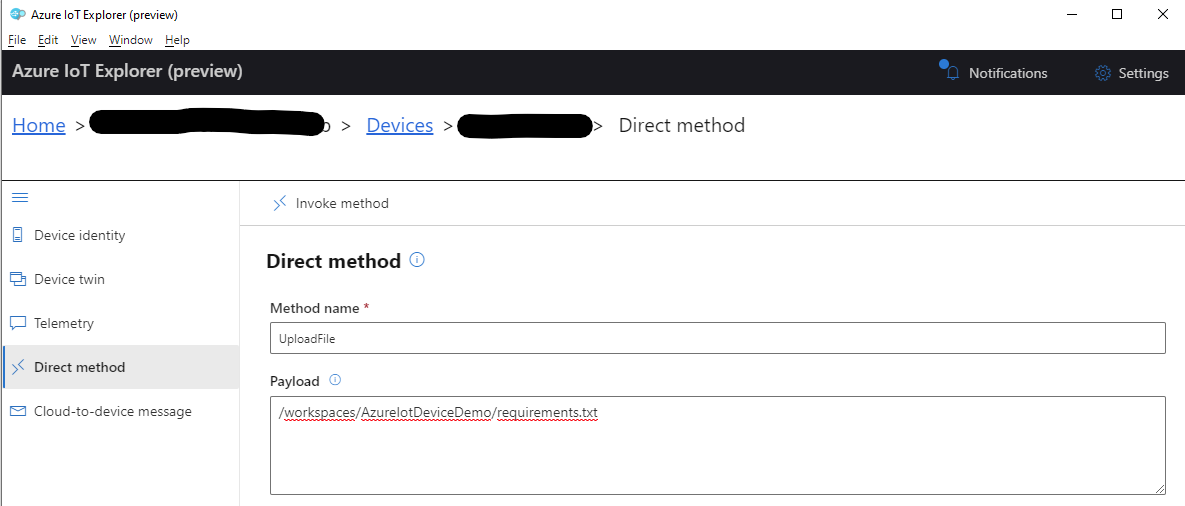 Azure IoT Explorer (preview)
File Edit View Window Help
Azure IoT Explorer (preview)
Notifications
Settings
Home > > Devices > > Direct method
Invoke method
Device identity
Device twin
Telemetry
Direct method
Cloud-to-device message
Direct method
Method name *
UploadFile
Payload
/workspaces/AzureIotDeviceDemo/requirements.txt